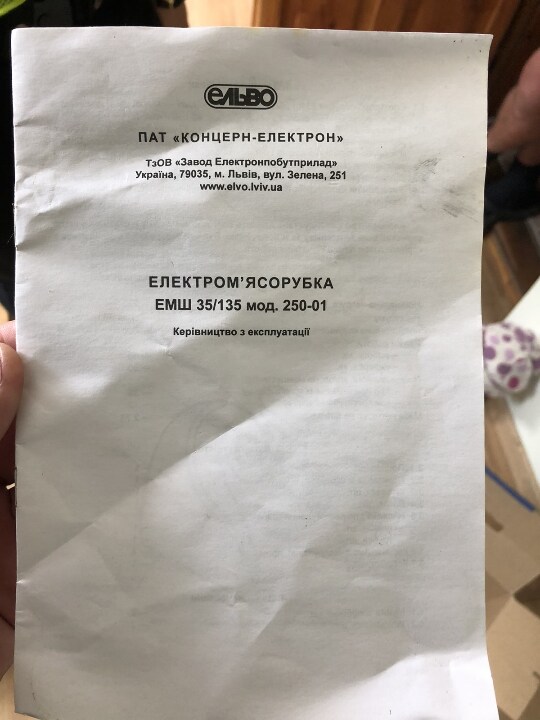 ельво
ПАТ «КОНЦЕРН-ЕЛЕКТРОН»
ТзОВ «Завод Електронпобутприлад»
Україна, 79035, м. Львів, вул. Зелена, 251
www.elvo.lviv.ua
ЕЛЕКТРОМ'ЯСОРУБКА
ЕМШ 35/135 мод. 250-01
Керівництво з експлуатації